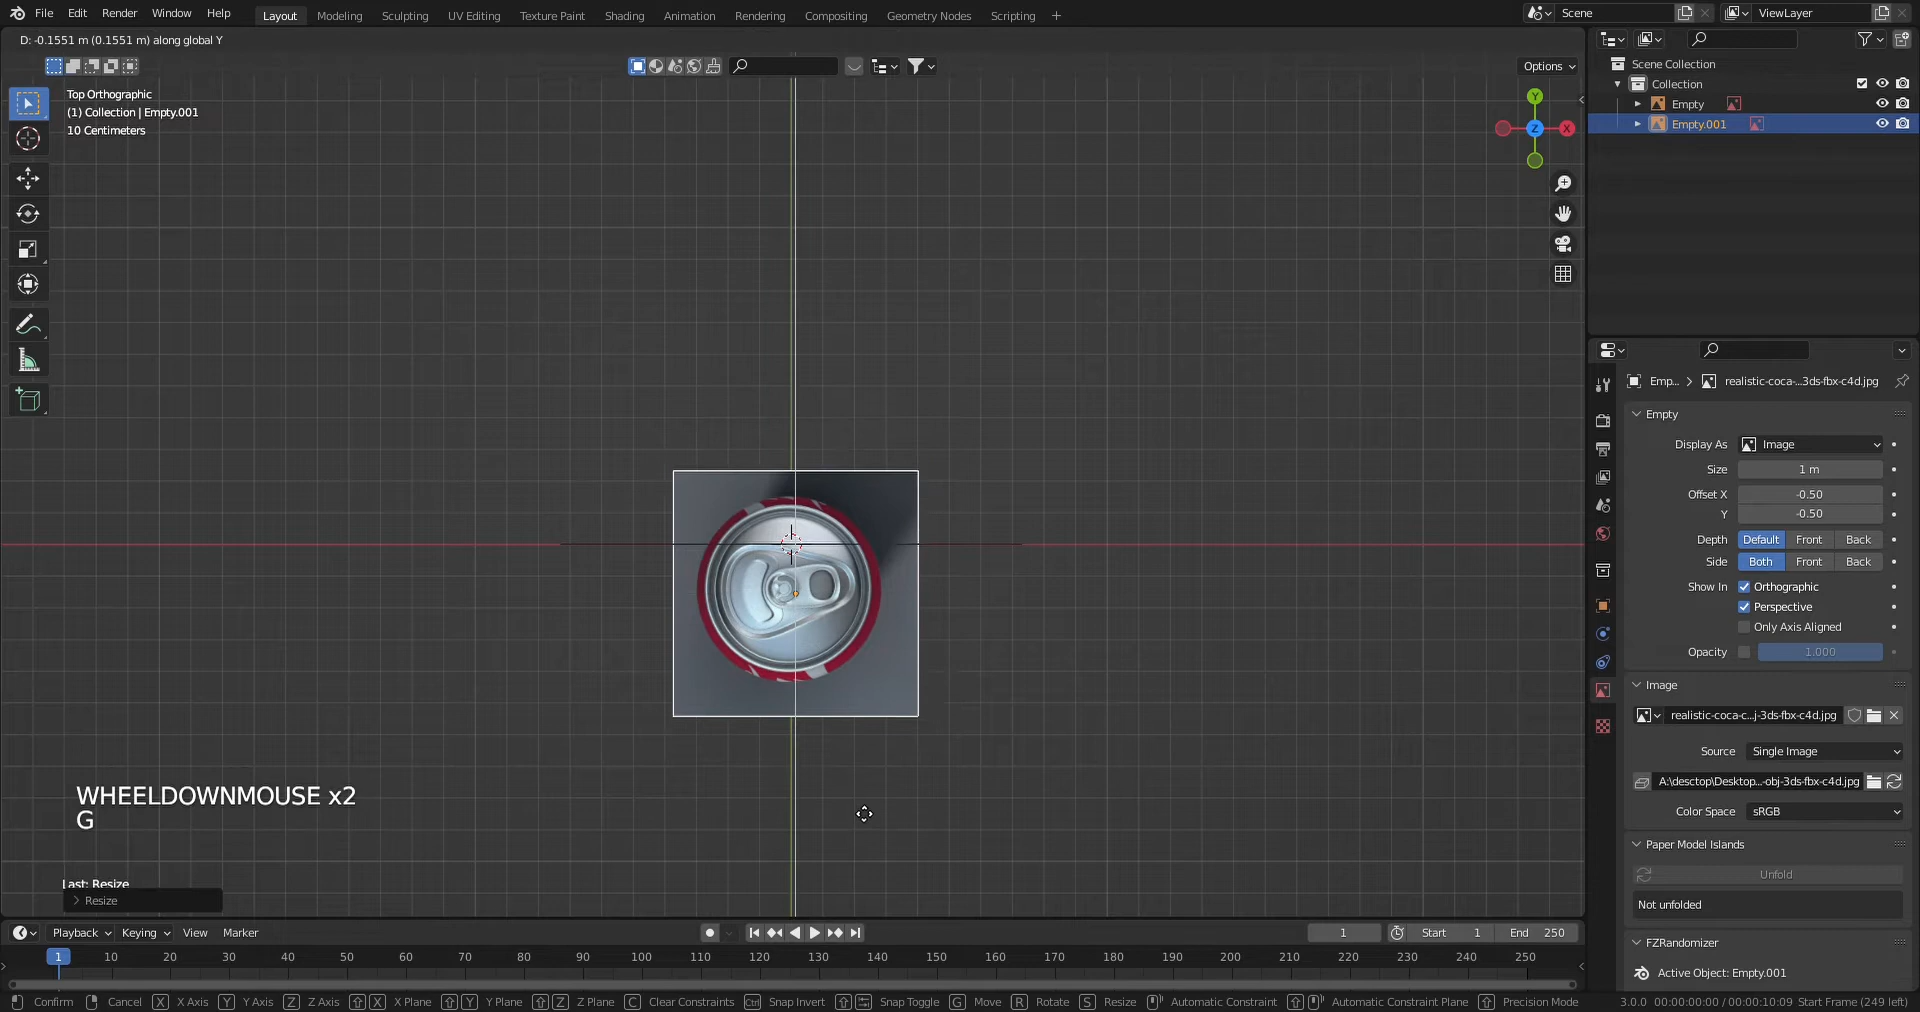 File Edit Render Window Help Layout Modeling Sculpting UV Editing Texture Paint Shading Animation Rendering Compositing Geometry Nodes Scripting + Scene ViewLayer
D: -0.1551 m (0.1551 m) along global Y
Options
Top Orthographic
(1) Collection | Empty.001
10 Centimeters
Y
X
Z
Scene Collection
Collection
Empty
Empty.001
Emp... > realistic-coca-...3ds-fbx-c4d.jpg
Empty
Display As Image
Size 1 m
Offset X -0.50
Y -0.50
Depth Default Front Back
Side Both Front Back
Show In Orthographic
Perspective
Only Axis Aligned
Opacity 1.000
Image
realistic-coca-c...j-3ds-fbx-c4d.jpg
Source Single Image
A:\desctop\Desktop...-obj-3ds-fbx-c4d.jpg
Color Space sRGB
Paper Model Islands
Unfold
Not unfolded
FZRandomizer
Active Object: Empty.001
WHEELDOWNMOUSE x2
G
Last: Resize
> Resize
Playback Keying View Marker 1 Start 1 End 250
1 10 20 30 40 50 60 70 80 90 100 110 120 130 140 150 160 170 180 190 200 210 220 230 240 250
Confirm Cancel X X Axis Y Y Axis Z Z Axis X X Plane Y Y Plane Z Z Plane C Clear Constraints Ctrl Snap Invert Snap Toggle G Move R Rotate S Resize Automatic Constraint Automatic Constraint Plane Precision Mode 3.0.0 00:00:00:00 / 00:00:10:09 Start Frame (249 left)